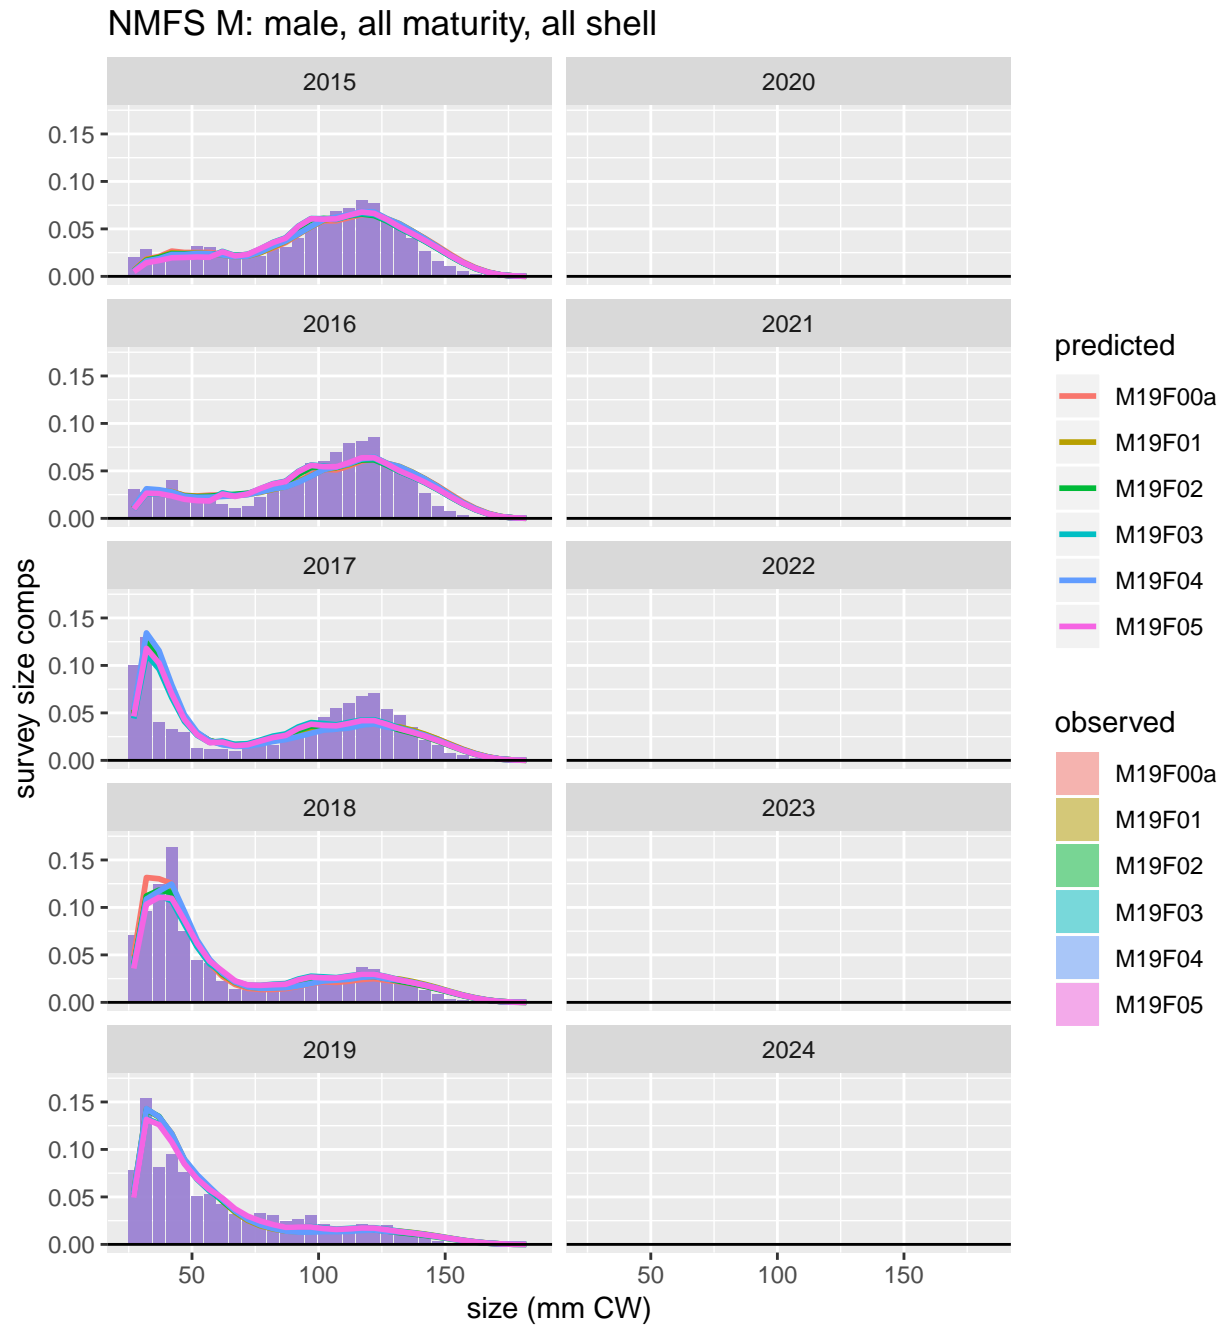 NMFS M: male, all maturity, all shell
2015
2020
0.15
0.10
0.05
0.00
2016
2021
0.15
0.10
0.05
0.00
2017
2022
0.15
0.10
0.05
0.00
2018
2023
0.15
0.10
0.05
0.00
2019
2024
0.15
0.10
0.05
0.00
50 100 150
50 100 150
size (mm CW)
survey size comps
predicted
M19F00a
M19F01
M19F02
M19F03
M19F04
M19F05
observed
M19F00a
M19F01
M19F02
M19F03
M19F04
M19F05